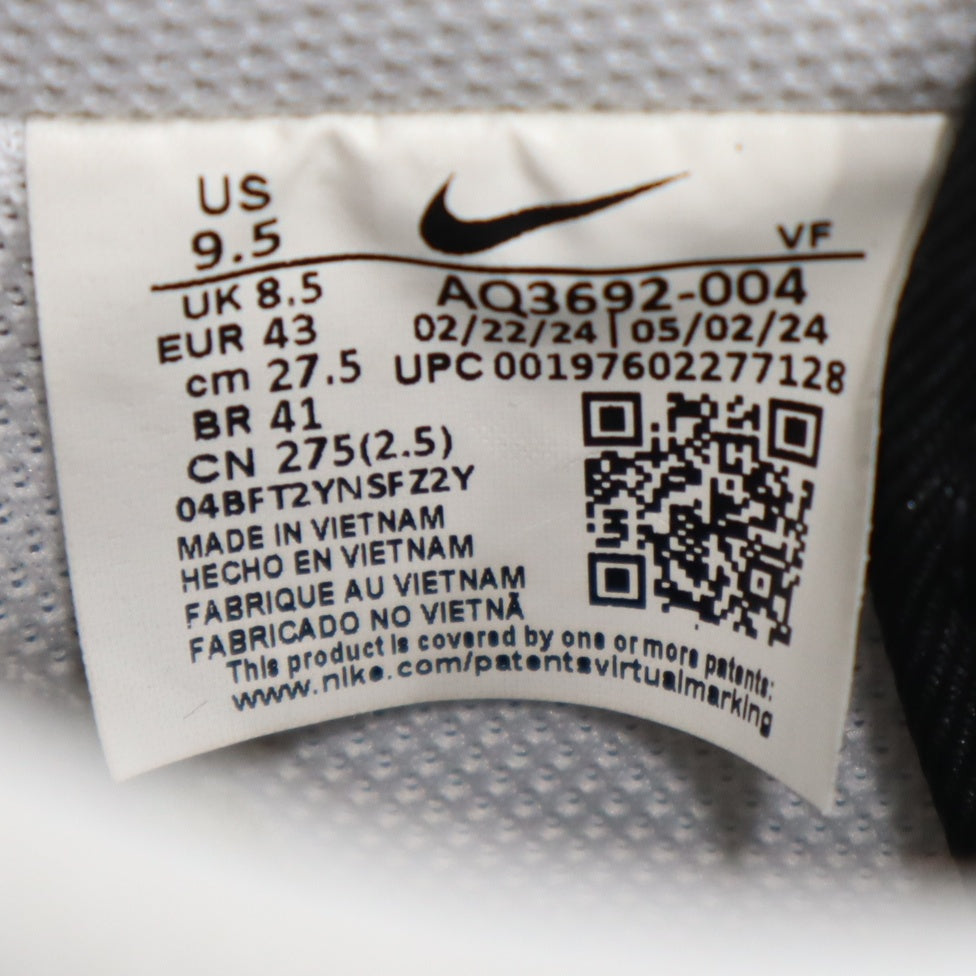 US
9.5
VF
UK 8.5
EUR 43
cm 27.5
BR 41
CN 275(2.5)
AQ3692-004
02/22/24 | 05/02/24
UPC 00197602277128
04BFT2YNSFZ2Y
MADE IN VIETNAM
HECHO EN VIETNAM
FABRIQUE AU VIETNAM
FABRICADO NO VIETNÃ
This product is covered by one or more patents:
www.nike.com/patentsvirtualmarking